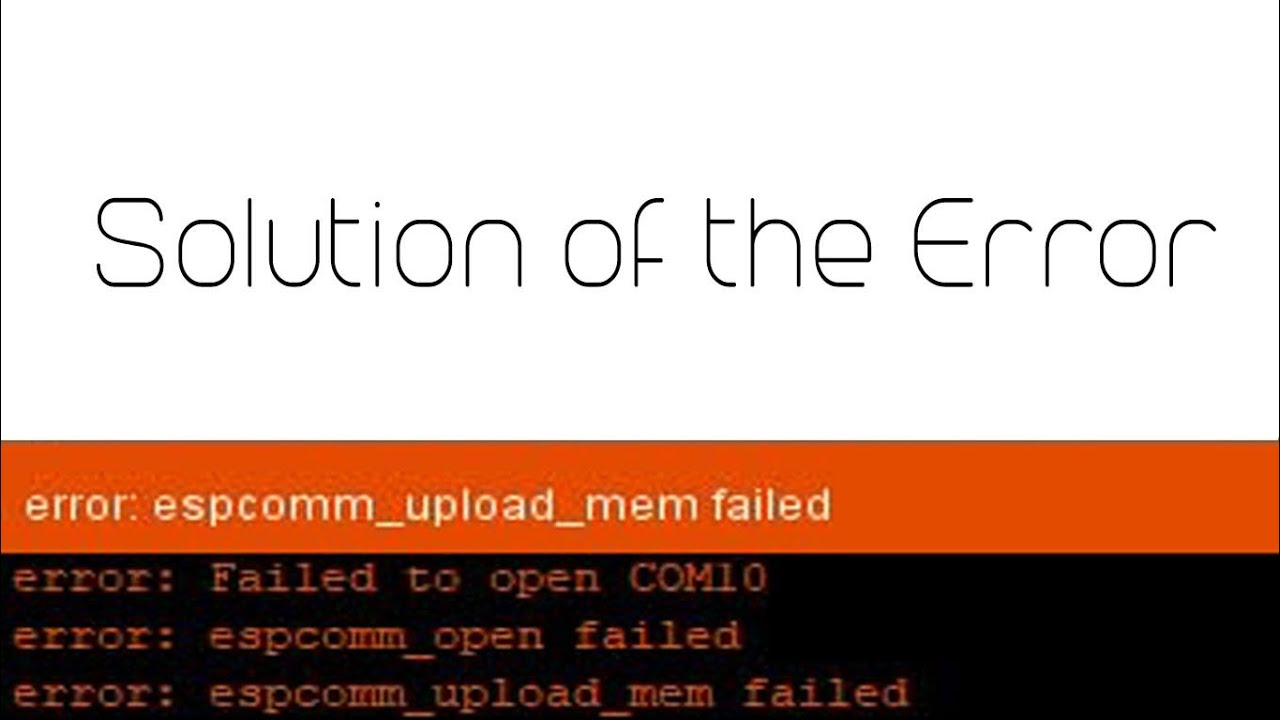 Solution of the Error
error: espcomm_upload_mem failed
error: Failed to open COM10
error: espcomm_open failed
error: espcomm_upload_mem failed